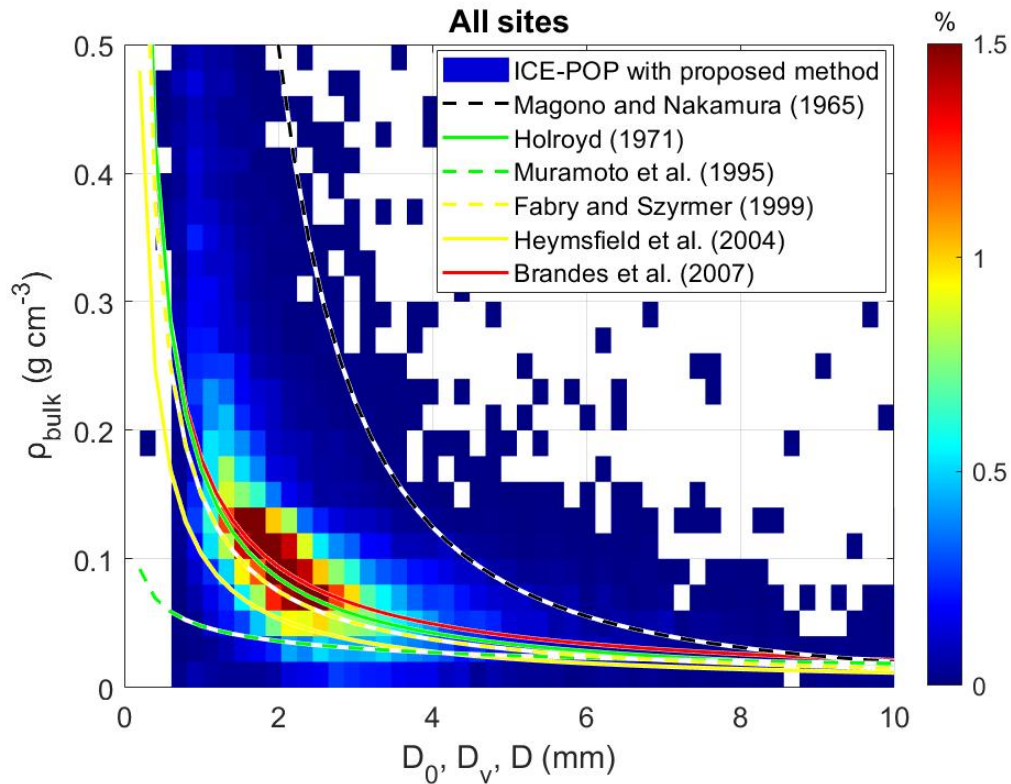 All sites
%
ICE-POP with proposed method
Magono and Nakamura (1965)
Holroyd (1971)
Muramoto et al. (1995)
Fabry and Szyrmer (1999)
Heymsfield et al. (2004)
Brandes et al. (2007)
0.5
0.4
0.3
0.2
0.1
0
ρbulk (g cm⁻³)
0 2 4 6 8 10
D₀, Dᵥ, D (mm)
1.5
1
0.5
0